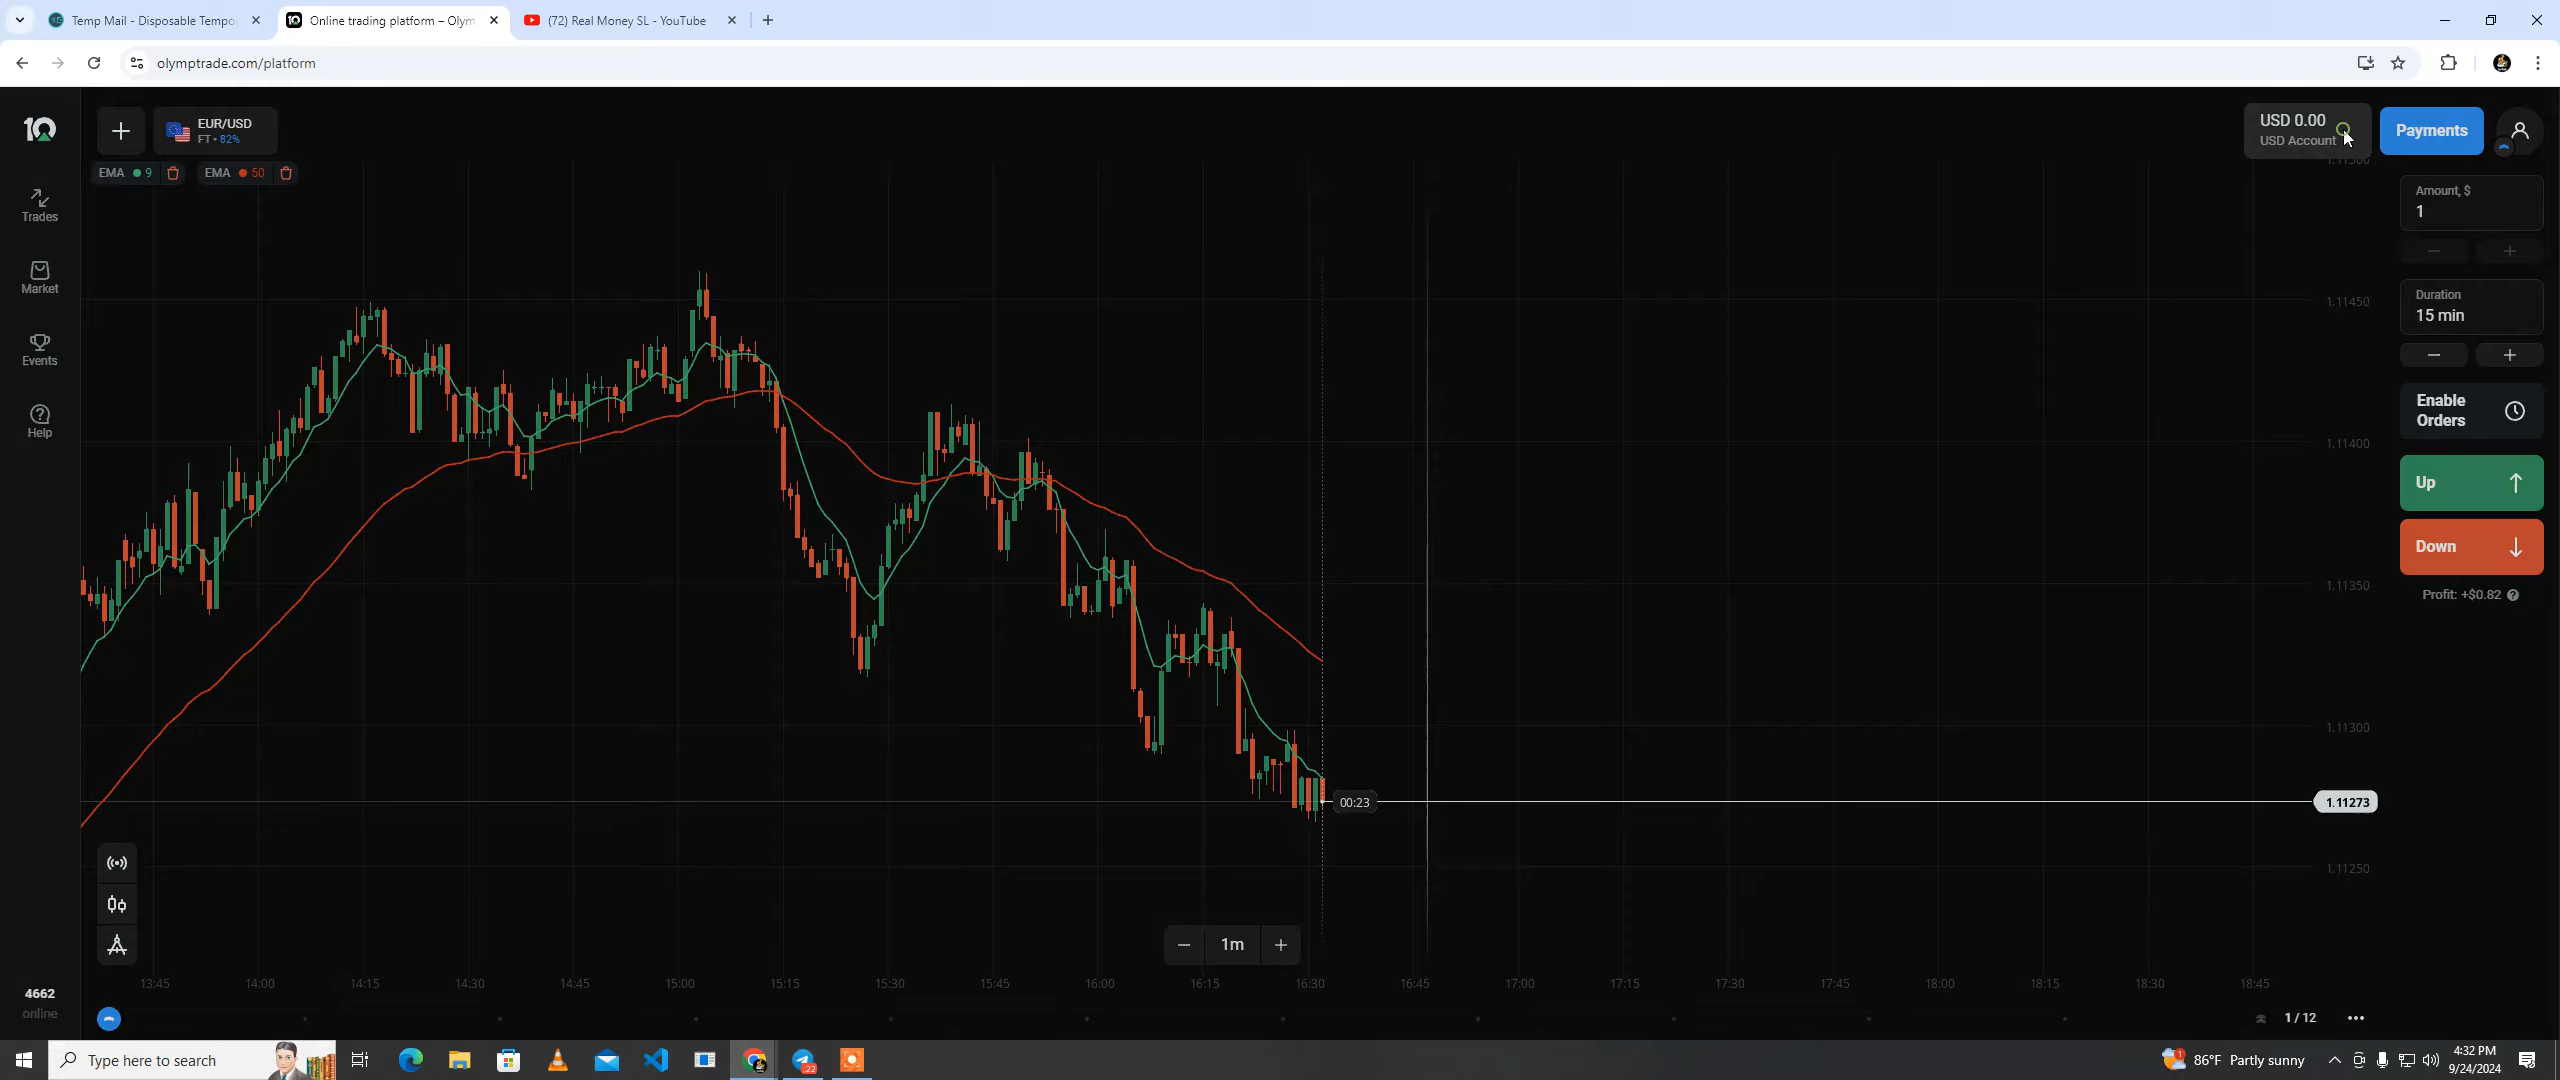 Temp Mail - Disposable Tempo
Online trading platform – Olym
(72) Real Money SL - YouTube
olymptrade.com/platform
EUR/USD
FT • 82%
USD 0.00
USD Account
Payments
EMA 9
EMA 50
Trades
Market
Events
Help
Amount, $
1
Duration
15 min
Enable
Orders
Up
Down
Profit: +$0.82
1.11500
1.11450
1.11400
1.11350
1.11300
1.11273
1.11250
00:23
1m
13:45
14:00
14:15
14:30
14:45
15:00
15:15
15:30
15:45
16:00
16:15
16:30
16:45
17:00
17:15
17:30
17:45
18:00
18:15
18:30
18:45
4662
online
1 / 12
Type here to search
22
1
86°F Partly sunny
4:32 PM
9/24/2024